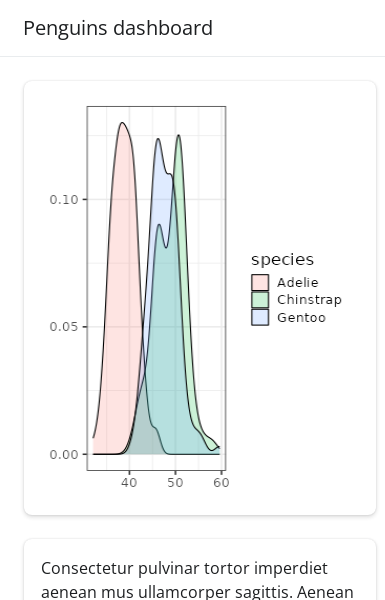 Penguins dashboard
0.10
0.05
0.00
40 50 60
species
Adelie
Chinstrap
Gentoo
Consectetur pulvinar tortor imperdiet
aenean mus ullamcorper sagittis. Aenean